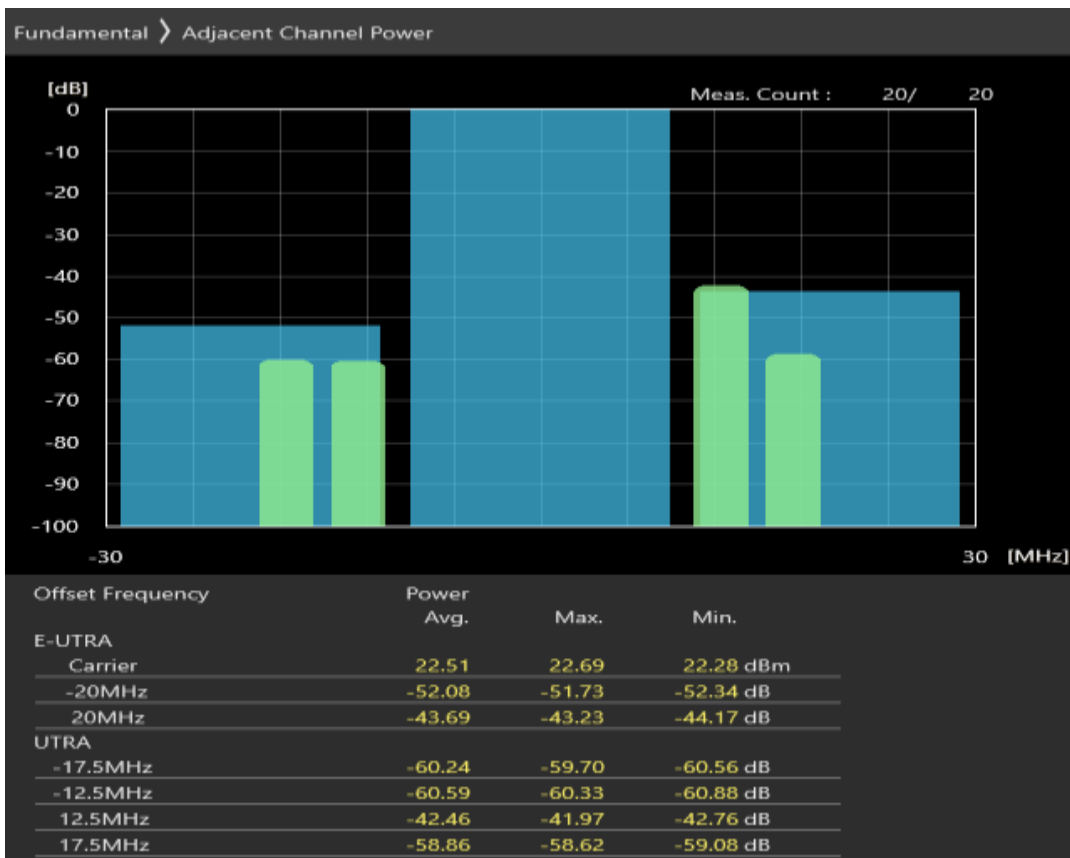 Fundamental 》 Adjacent Channel Power
[dB]
Meas. Count : 20/ 20
0
-10
-20
-30
-40
-50
-60
-70
-80
-90
-100
-30 30 [MHz]
Offset Frequency Power
Avg. Max. Min.
E-UTRA
Carrier 22.51 22.69 22.28 dBm
-20MHz -52.08 -51.73 -52.34 dB
20MHz -43.69 -43.23 -44.17 dB
UTRA
-17.5MHz -60.24 -59.70 -60.56 dB
-12.5MHz -60.59 -60.33 -60.88 dB
12.5MHz -42.46 -41.97 -42.76 dB
17.5MHz -58.86 -58.62 -59.08 dB